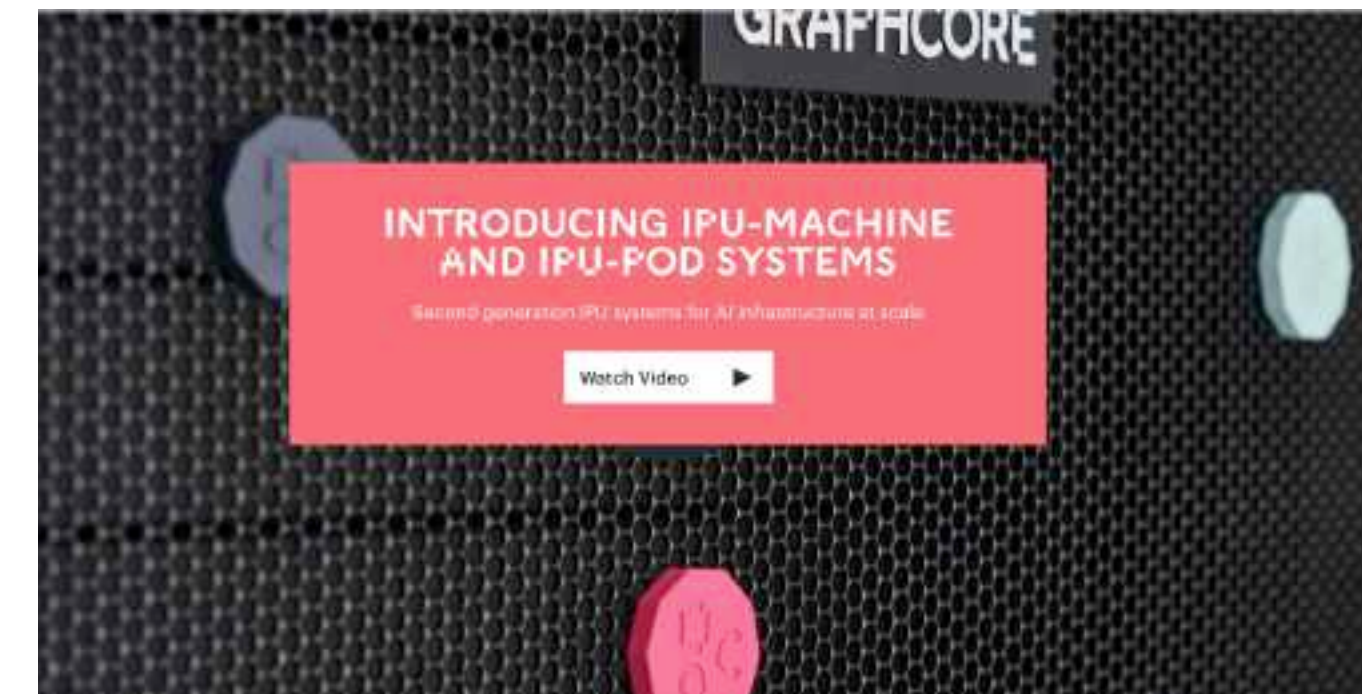 GRAPHCORE
INTRODUCING IPU-MACHINE
AND IPU-POD SYSTEMS
Second generation IPU systems for AI infrastructure at scale
Watch Video